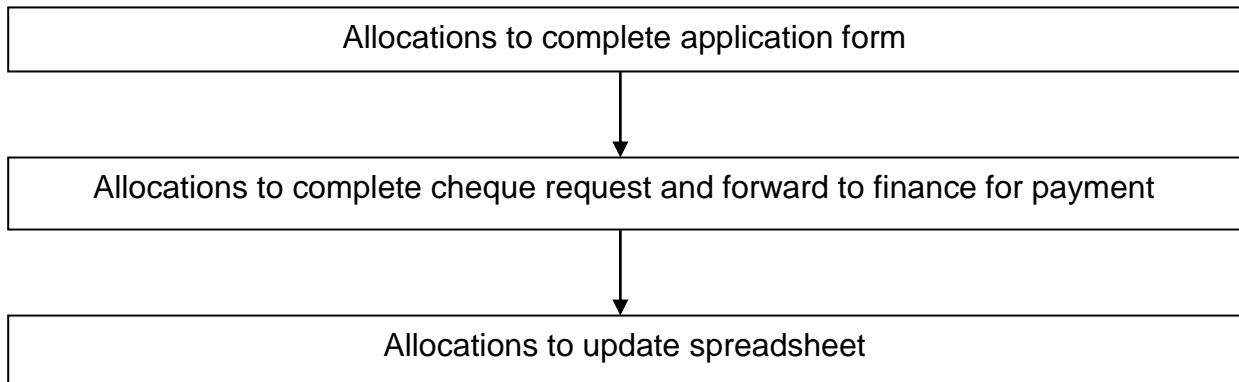 Allocations to complete application form
Allocations to complete cheque request and forward to finance for payment
Allocations to update spreadsheet